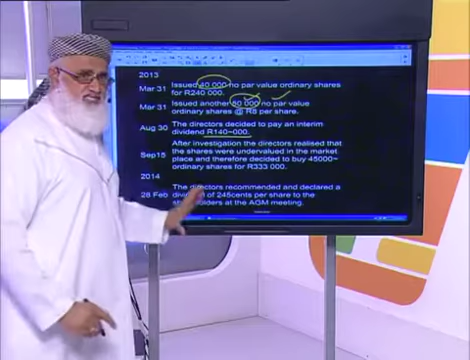 2013
Mar 31 Issued 40 000 no par value ordinary shares
for R240 000.
Mar 31 Issued another 60 000 no par value
ordinary shares @ R8 per share.
Aug 30 The directors decided to pay an interim
dividend R140~000.
After investigation the directors realised that
the shares were undervalued in the market
Sep15 place and therefore decided to buy 45000~
ordinary shares for R333 000.
2014
The directors recommended and declared a
28 Feb dividend of 245cents per share to the
shareholders at the AGM meeting.